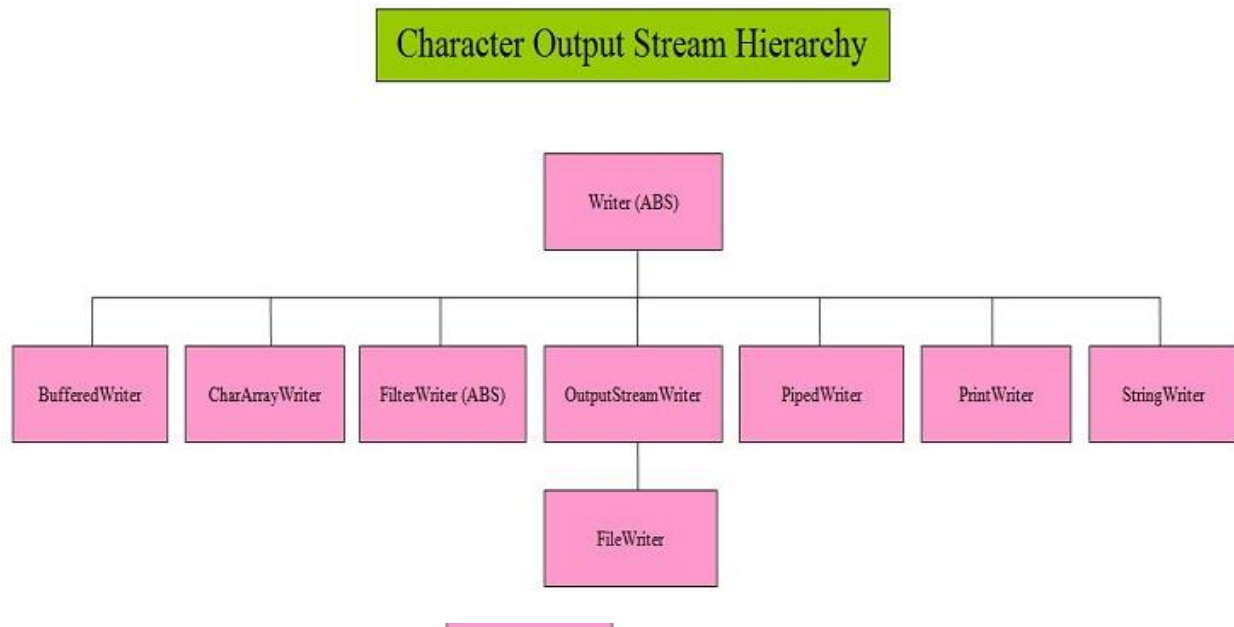 Character Output Stream Hierarchy
Writer (ABS)
BufferedWriter
CharArrayWriter
FilterWriter (ABS)
OutputStreamWriter
PipedWriter
PrintWriter
StringWriter
FileWriter